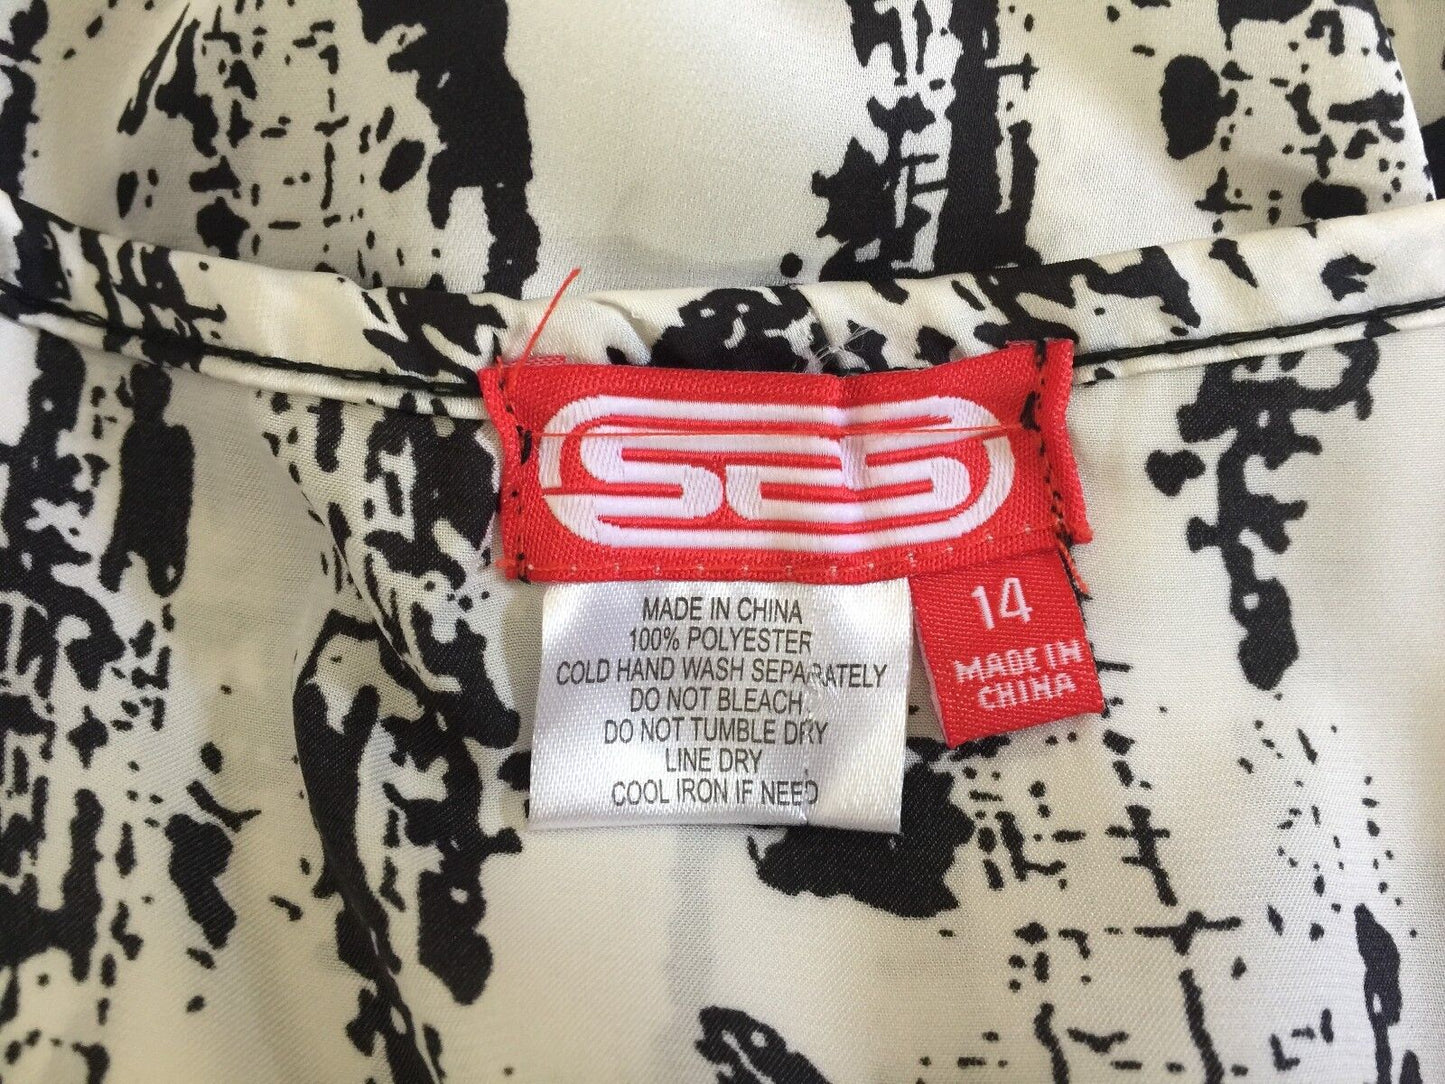 SES
MADE IN CHINA
100% POLYESTER
COLD HAND WASH SEPARATELY
DO NOT BLEACH
DO NOT TUMBLE DRY
LINE DRY
COOL IRON IF NEED
14
MADE IN
CHINA